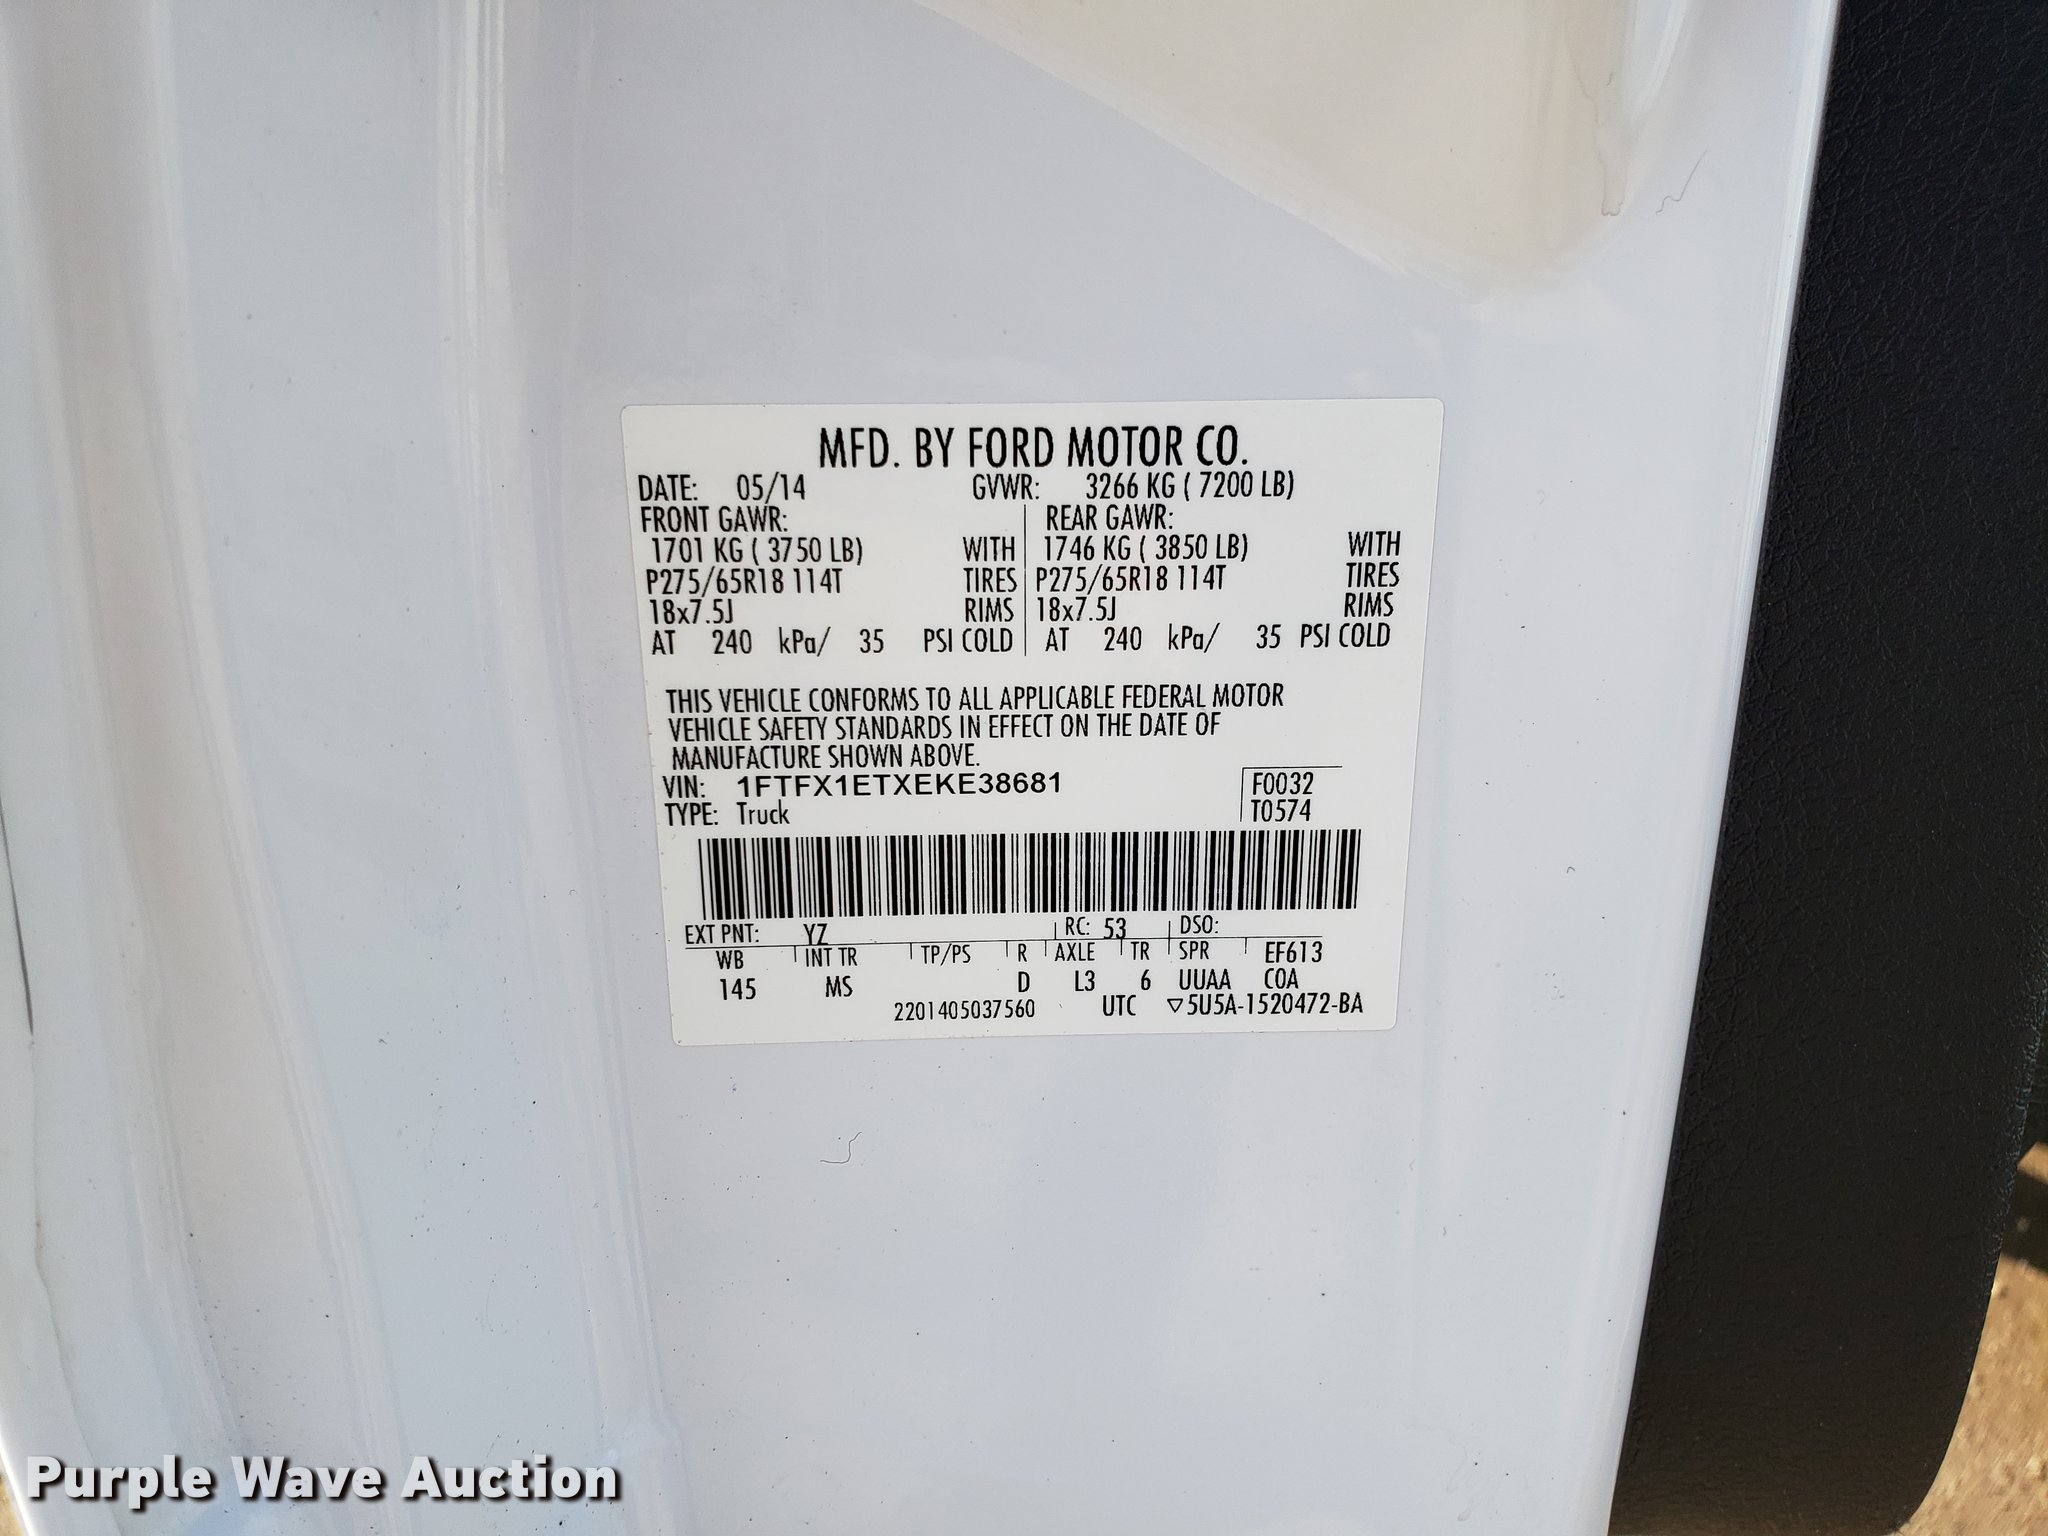 MFD. BY FORD MOTOR CO.
DATE: 05/14 GVWR: 3266 KG ( 7200 LB)
FRONT GAWR: REAR GAWR:
1701 KG ( 3750 LB) WITH 1746 KG ( 3850 LB) WITH
P275/65R18 114T TIRES P275/65R18 114T TIRES
18x7.5J RIMS 18x7.5J RIMS
AT 240 kPa/ 35 PSI COLD AT 240 kPa/ 35 PSI COLD
THIS VEHICLE CONFORMS TO ALL APPLICABLE FEDERAL MOTOR
VEHICLE SAFETY STANDARDS IN EFFECT ON THE DATE OF
MANUFACTURE SHOWN ABOVE.
VIN: 1FTFX1ETXEKE38681 F0032
TYPE: Truck T0574
EXT PNT: YZ RC: 53 DSO:
WB INT TR TP/PS R AXLE TR SPR EF613
145 MS D L3 6 UUAA COA
2201405037560 UTC ▽5U5A-1520472-BA
Purple Wave Auction